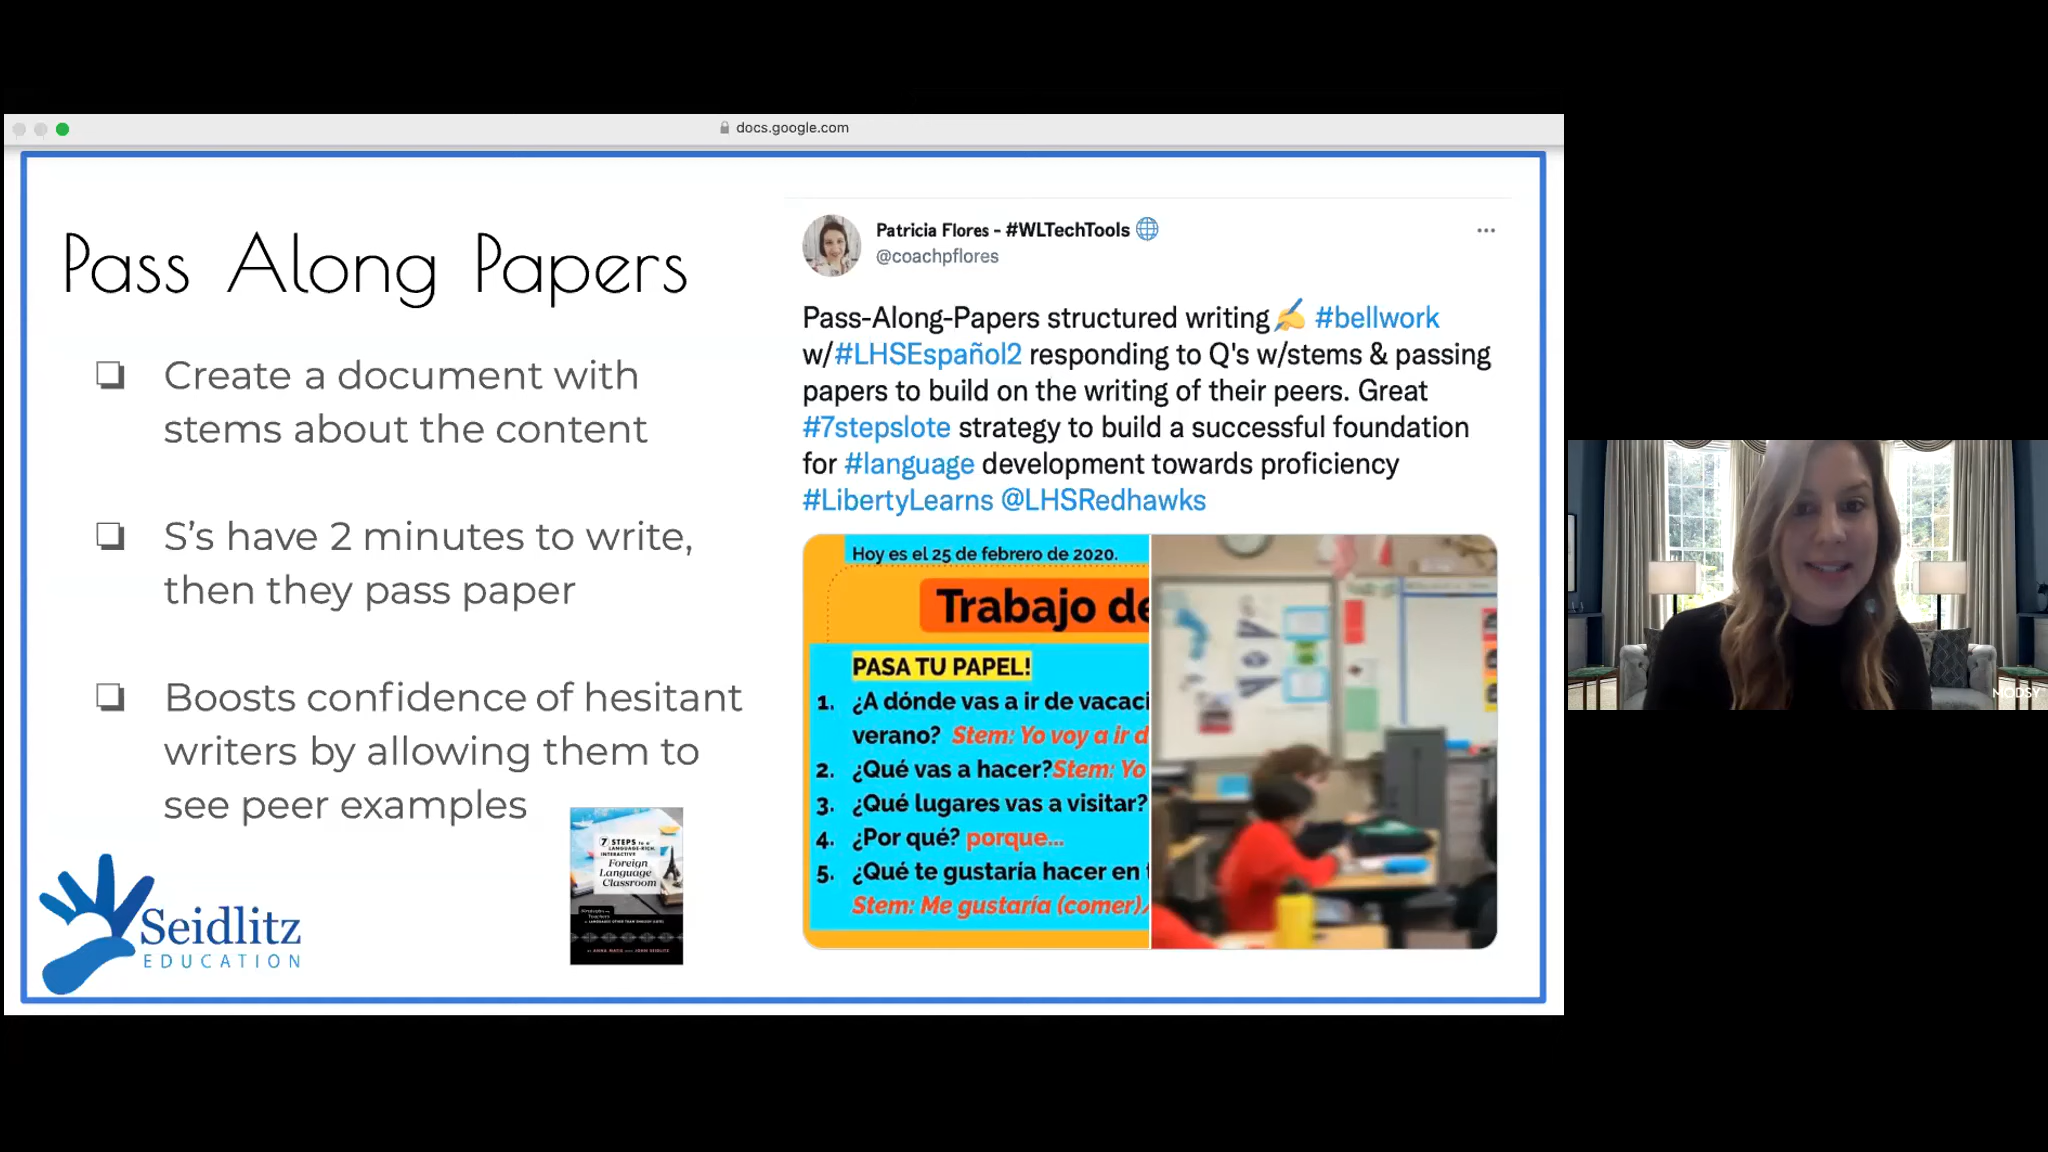 docs.google.com
Pass Along Papers
❏ Create a document with
stems about the content
❏ S's have 2 minutes to write,
then they pass paper
❏ Boosts confidence of hesitant
writers by allowing them to
see peer examples
Seidlitz
EDUCATION
7 STEPS to a
LANGUAGE-RICH,
INTERACTIVE
Foreign
Language
Classroom
Patricia Flores - #WLTechTools 🌐
@coachpflores
Pass-Along-Papers structured writing✍️ #bellwork
w/#LHSEspañol2 responding to Q's w/stems & passing
papers to build on the writing of their peers. Great
#7stepslote strategy to build a successful foundation
for #language development towards proficiency
#LibertyLearns @LHSRedhawks
Hoy es el 25 de febrero de 2020.
Trabajo de
PASA TU PAPEL!
1. ¿A dónde vas a ir de vacaci
verano? Stem: Yo voy a ir d
2. ¿Qué vas a hacer?Stem: Yo
3. ¿Qué lugares vas a visitar?
4. ¿Por qué? porque...
5. ¿Qué te gustaría hacer en
Stem: Me gustaría (comer)/
MODSY